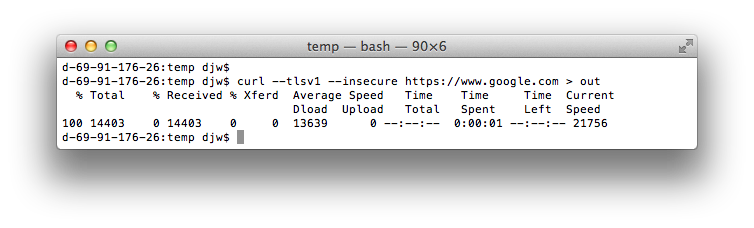 temp — bash — 90×6
d-69-91-176-26:temp djw$
d-69-91-176-26:temp djw$ curl --tlsv1 --insecure https://www.google.com > out
  % Total    % Received % Xferd  Average Speed   Time    Time     Time  Current
                                 Dload  Upload   Total   Spent    Left  Speed
100 14403    0 14403    0     0  13639      0 --:--:--  0:00:01 --:--:-- 21756
d-69-91-176-26:temp djw$